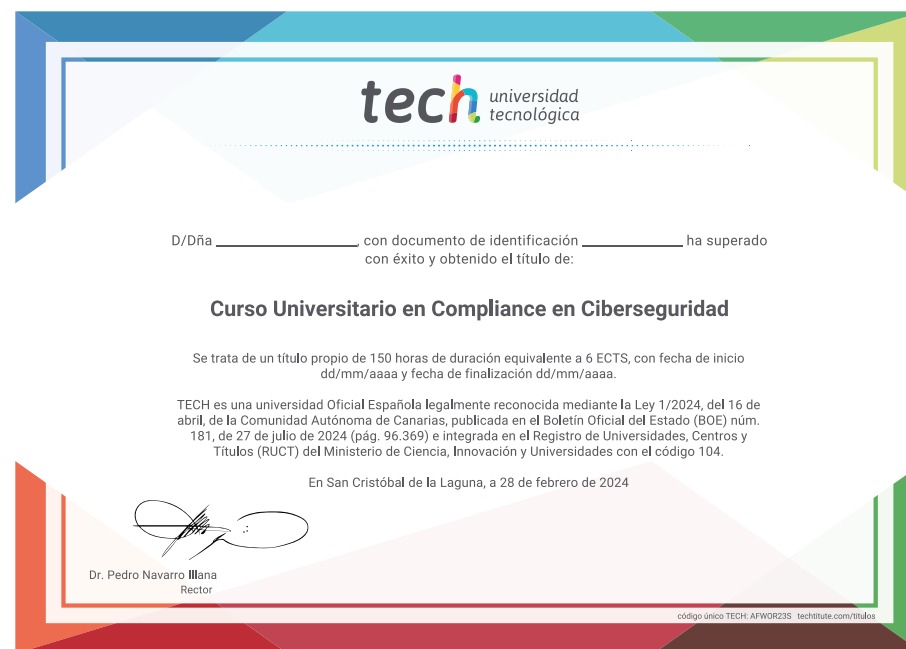 tech universidad
tecnológica
D/Dña ____________________, con documento de identificación ______________ ha superado
con éxito y obtenido el título de:
Curso Universitario en Compliance en Ciberseguridad
Se trata de un título propio de 150 horas de duración equivalente a 6 ECTS, con fecha de inicio
dd/mm/aaaa y fecha de finalización dd/mm/aaaa.
TECH es una universidad Oficial Española legalmente reconocida mediante la Ley 1/2024, del 16 de
abril, de la Comunidad Autónoma de Canarias, publicada en el Boletín Oficial del Estado (BOE) núm.
181, de 27 de julio de 2024 (pág. 96.369) e integrada en el Registro de Universidades, Centros y
Títulos (RUCT) del Ministerio de Ciencia, Innovación y Universidades con el código 104.
En San Cristóbal de la Laguna, a 28 de febrero de 2024
Dr. Pedro Navarro Illana
Rector
código único TECH: AFWOR23S techtitute.com/titulos